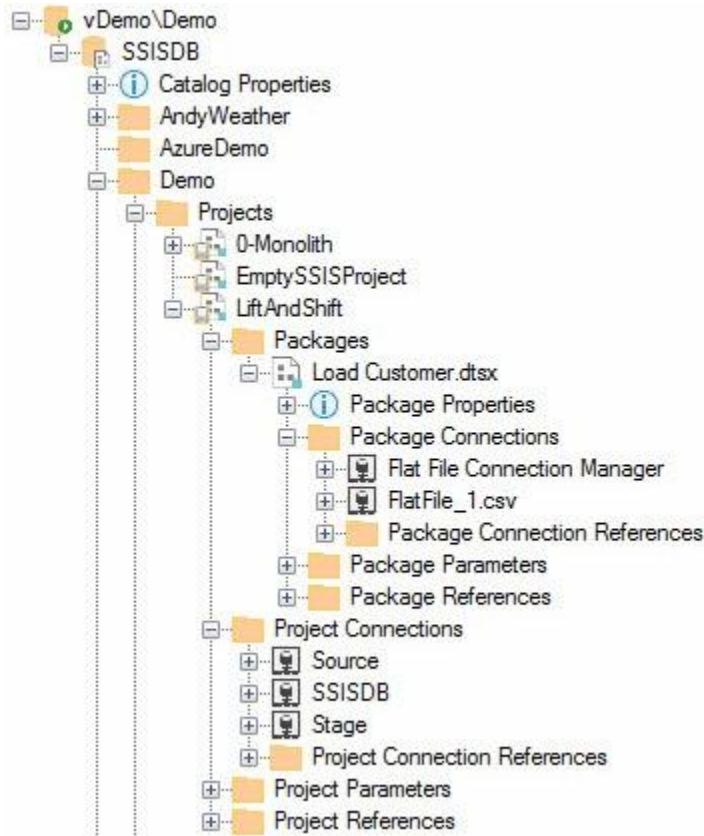 vDemo\Demo
SSISDB
Catalog Properties
AndyWeather
AzureDemo
Demo
Projects
0-Monolith
EmptySSISProject
LiftAndShift
Packages
Load Customer.dtsx
Package Properties
Package Connections
Flat File Connection Manager
FlatFile_1.csv
Package Connection References
Package Parameters
Package References
Project Connections
Source
SSISDB
Stage
Project Connection References
Project Parameters
Project References